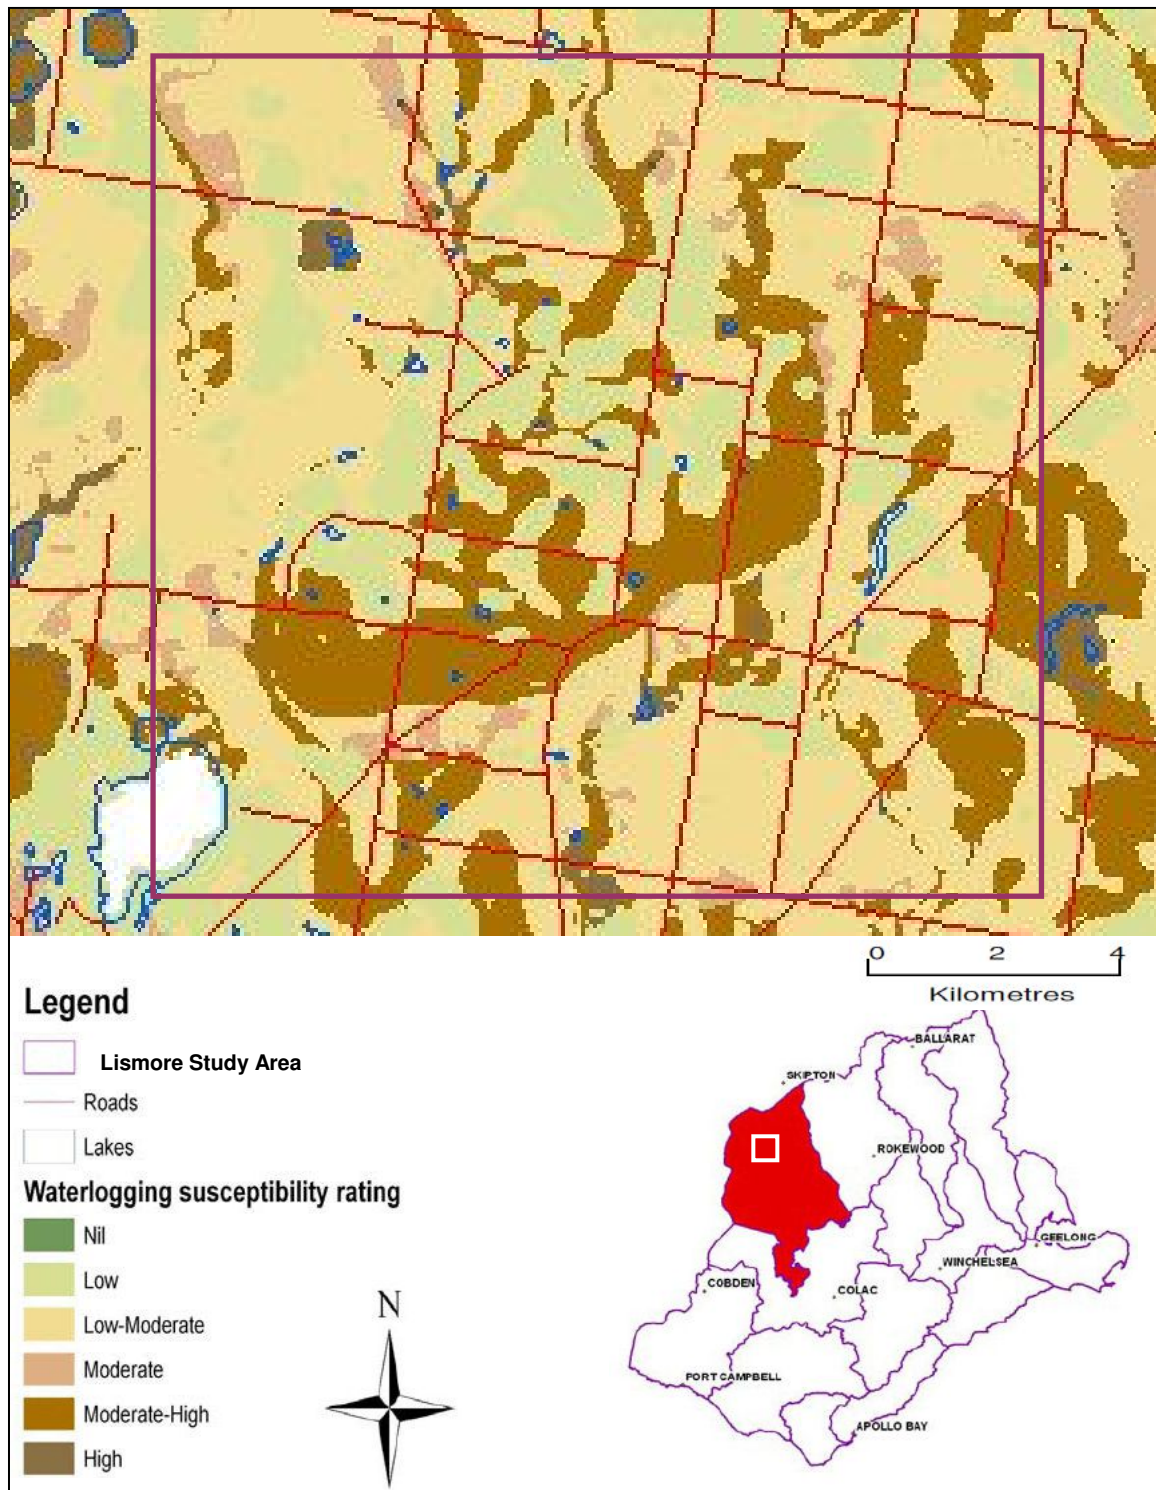 0 2 4
Kilometres
Legend
Lismore Study Area
Roads
Lakes
Waterlogging susceptibility rating
Nil
Low
Low-Moderate
Moderate
Moderate-High
High
N
BALLARAT
SKIPTON
ROKEWOOD
GEELONG
WINCHELSEA
COBDEN
COLAC
PORT CAMPBELL
APOLLO BAY